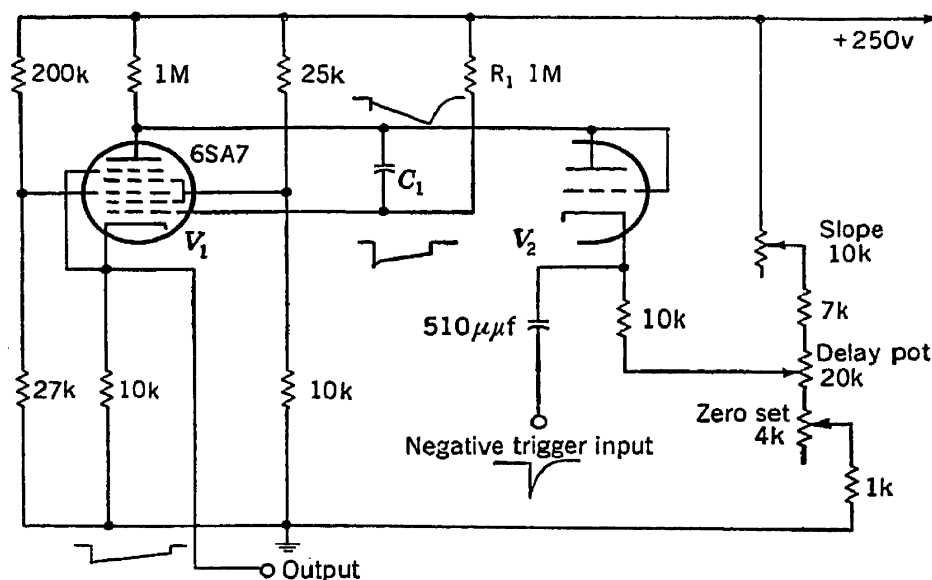 +250v
200k
1M
25k
R₁ 1M
6SA7
C₁
V₁
V₂
Slope
10k
7k
510μμf
10k
Delay pot
20k
27k
10k
10k
Zero set
4k
Negative trigger input
1k
Output